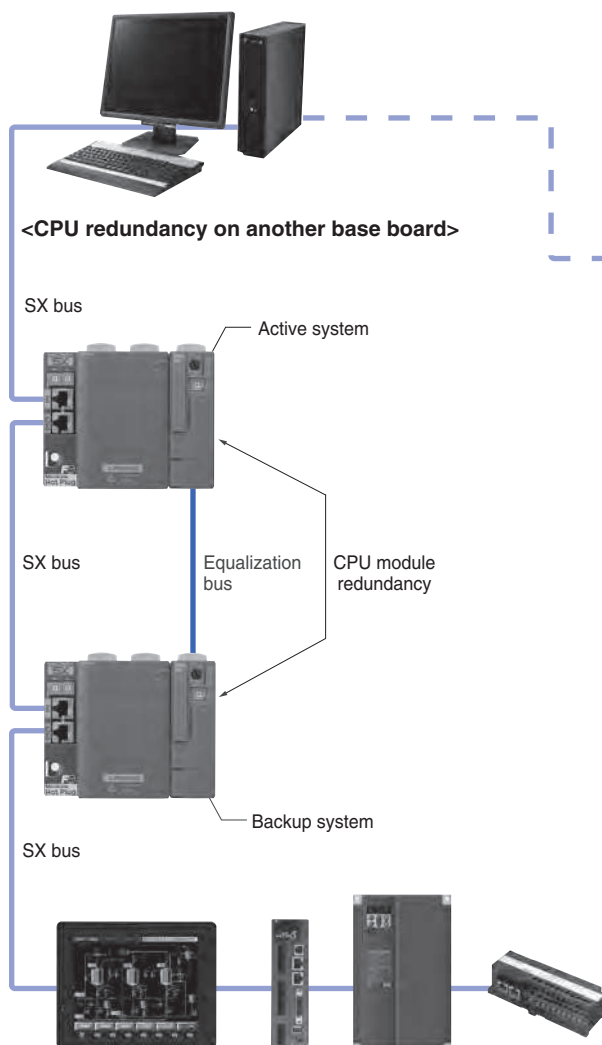 <CPU redundancy on another base board>
SX bus
Active system
SX bus
Equalization
bus
CPU module
redundancy
Backup system
SX bus